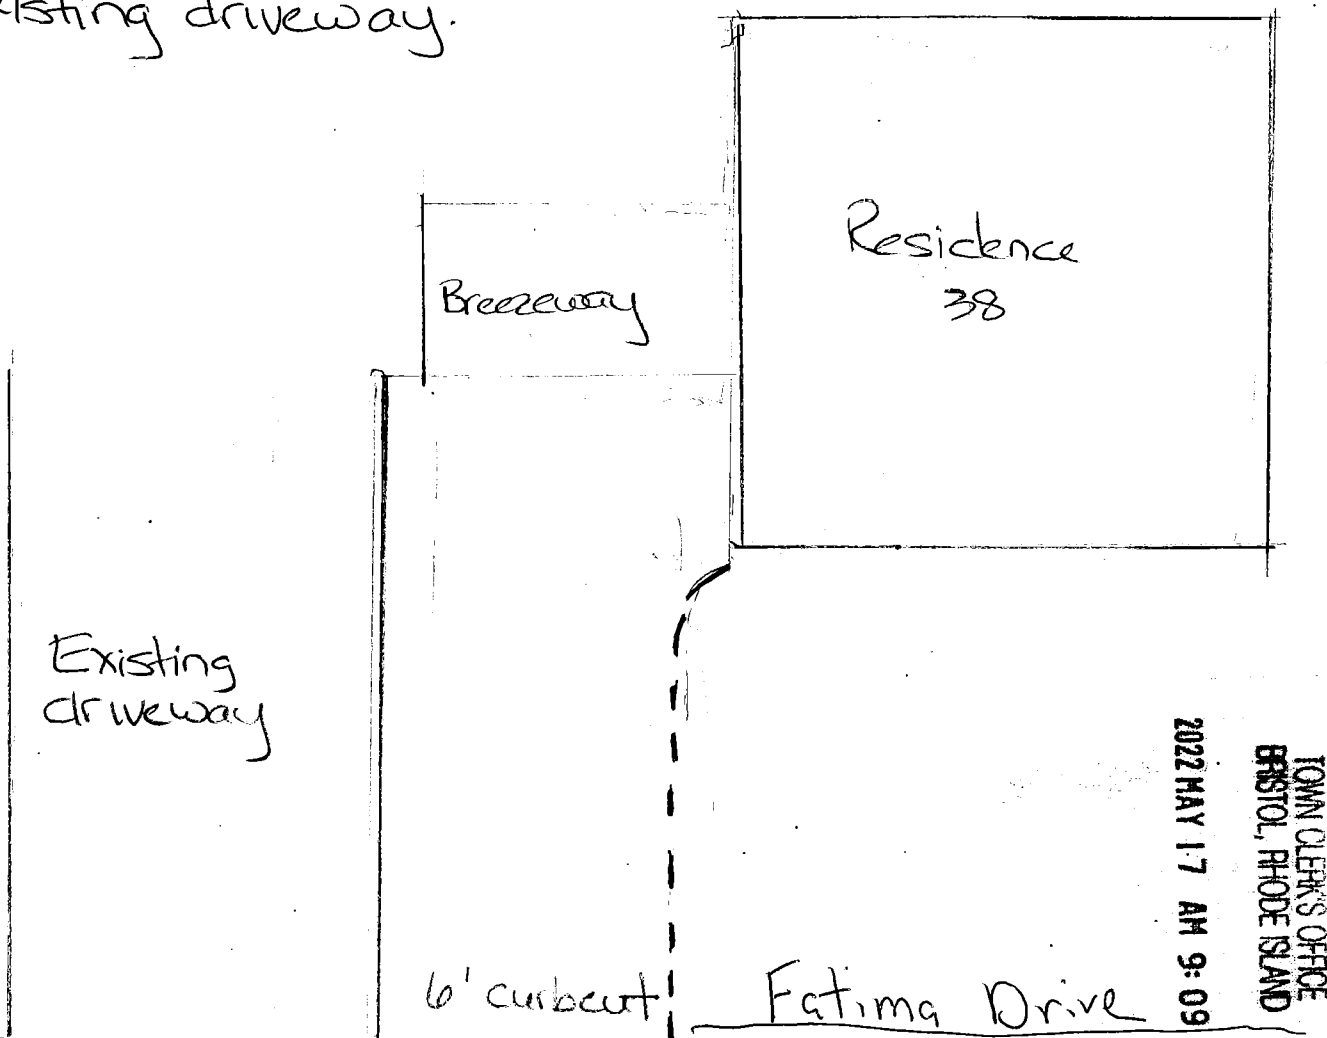 driveway.
Residence
38
Breezeway
Existing
driveway
6' curbcut
Fatima Drive
TOWN CLERK'S OFFICE
BRISTOL, RHODE ISLAND
2022 MAY 17 AM 9:09